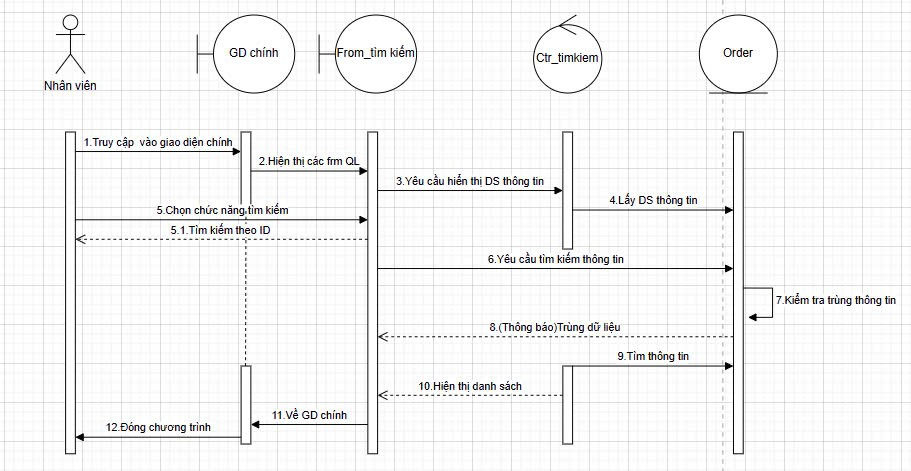 GD chính
From_tìm kiếm
Ctr_timkiem
Order
Nhân viên
1.Truy cập vào giao diện chính
2.Hiện thị các frm QL
3.Yêu cầu hiển thị DS thông tin
4.Lấy DS thông tin
5.Chọn chức năng tìm kiếm
5.1.Tìm kiếm theo ID
6.Yêu cầu tìm kiếm thông tin
7.Kiểm tra trùng thông tin
8.(Thông báo)Trùng dữ liệu
9.Tìm thông tin
10.Hiện thị danh sách
11.Về GD chính
12.Đóng chương trình